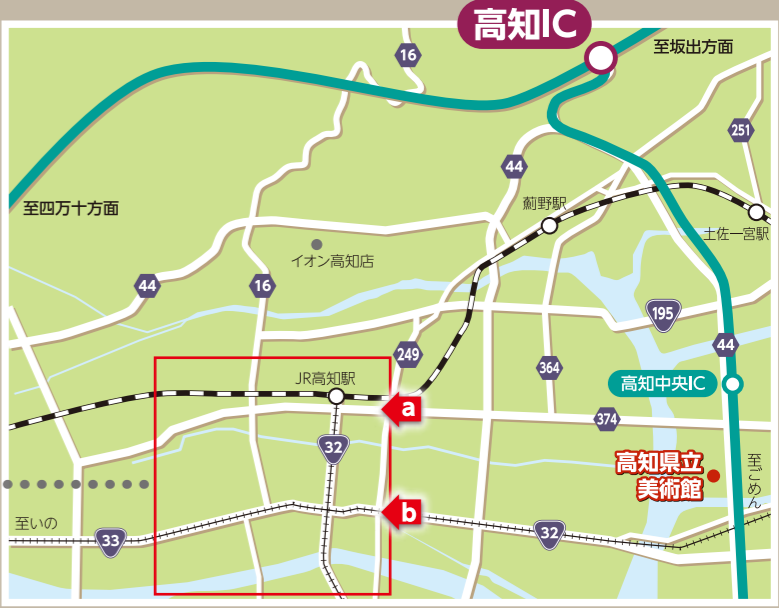 高知IC
至坂出方面
16
251
44
薊野駅
至四万十方面
土佐一宮駅
イオン高知店
44
16
195
44
249
364
JR高知駅
高知中央IC
a
374
32
高知県立
美術館
至ごめん
b
至いの
33
32